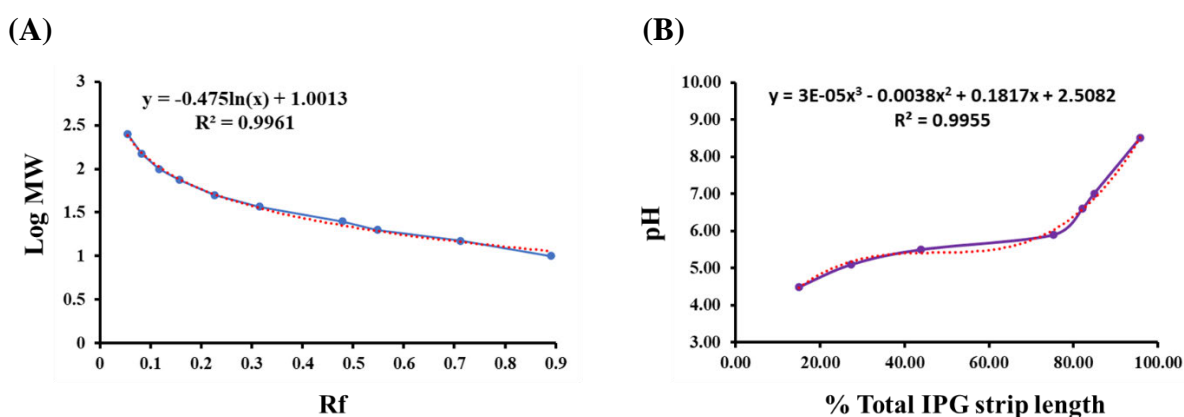 (A)
y = -0.475ln(x) + 1.0013
R² = 0.9961
Log MW
3
2.5
2
1.5
1
0.5
0
0 0.1 0.2 0.3 0.4 0.5 0.6 0.7 0.8 0.9
Rf
(B)
y = 3E-05x³ - 0.0038x² + 0.1817x + 2.5082
R² = 0.9955
pH
10.00
9.00
8.00
7.00
6.00
5.00
4.00
3.00
0.00 20.00 40.00 60.00 80.00 100.00
% Total IPG strip length